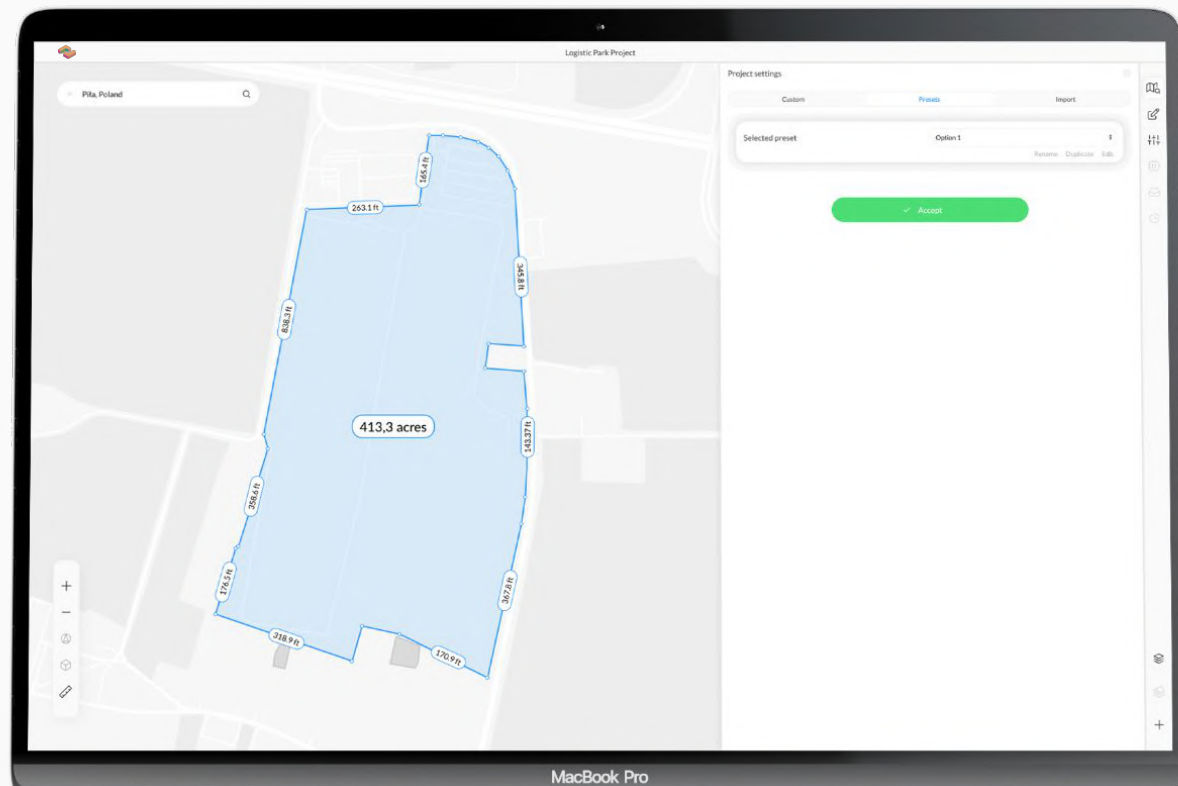 Logistic Park Project
Piła, Poland
Project settings
Custom
Presets
Import
Selected preset
Option 1
Rename Duplicate Edit
Accept
165.4 ft
263.1 ft
345.8 ft
838.3 ft
413,3 acres
143.37 ft
358.6 ft
176.5 ft
367.8 ft
318.9 ft
170.9 ft
MacBook Pro